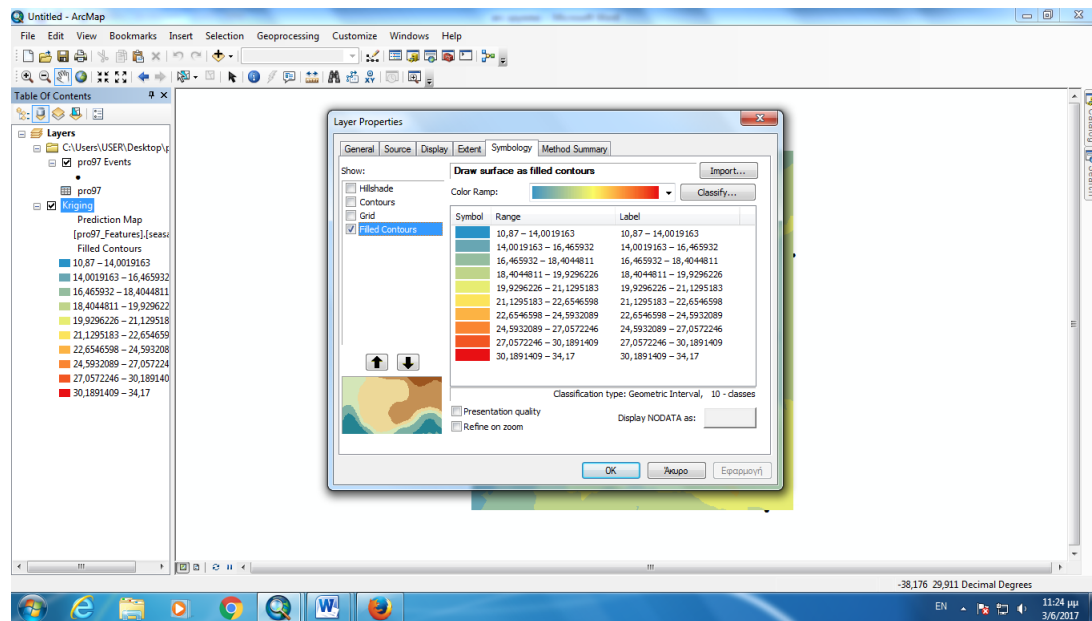 Untitled - ArcMap
File Edit View Bookmarks Insert Selection Geoprocessing Customize Windows Help
Table Of Contents
Layers
C:\Users\USER\Desktop\
pro97 Events
pro97
Kriging
Prediction Map
[pro97_Features].[seas
Filled Contours
10,87 – 14,0019163
14,0019163 – 16,465932
16,465932 – 18,4044811
18,4044811 – 19,929622
19,9296226 – 21,129518
21,1295183 – 22,654659
22,6546598 – 24,593208
24,5932089 – 27,057224
27,0572246 – 30,189140
30,1891409 – 34,17
Layer Properties
General Source Display Extent Symbology Method Summary
Show:
Hillshade
Contours
Grid
Filled Contours
Draw surface as filled contours
Import...
Color Ramp:
Classify...
Symbol Range Label
10,87 – 14,0019163 10,87 – 14,0019163
14,0019163 – 16,465932 14,0019163 – 16,465932
16,465932 – 18,4044811 16,465932 – 18,4044811
18,4044811 – 19,9296226 18,4044811 – 19,9296226
19,9296226 – 21,1295183 19,9296226 – 21,1295183
21,1295183 – 22,6546598 21,1295183 – 22,6546598
22,6546598 – 24,5932089 22,6546598 – 24,5932089
24,5932089 – 27,0572246 24,5932089 – 27,0572246
27,0572246 – 30,1891409 27,0572246 – 30,1891409
30,1891409 – 34,17 30,1891409 – 34,17
Classification type: Geometric Interval, 10 - classes
Presentation quality
Refine on zoom
Display NODATA as:
OK Άκυρο Εφαρμογή
-38,176 29,911 Decimal Degrees
EN
11:24 μμ
3/6/2017